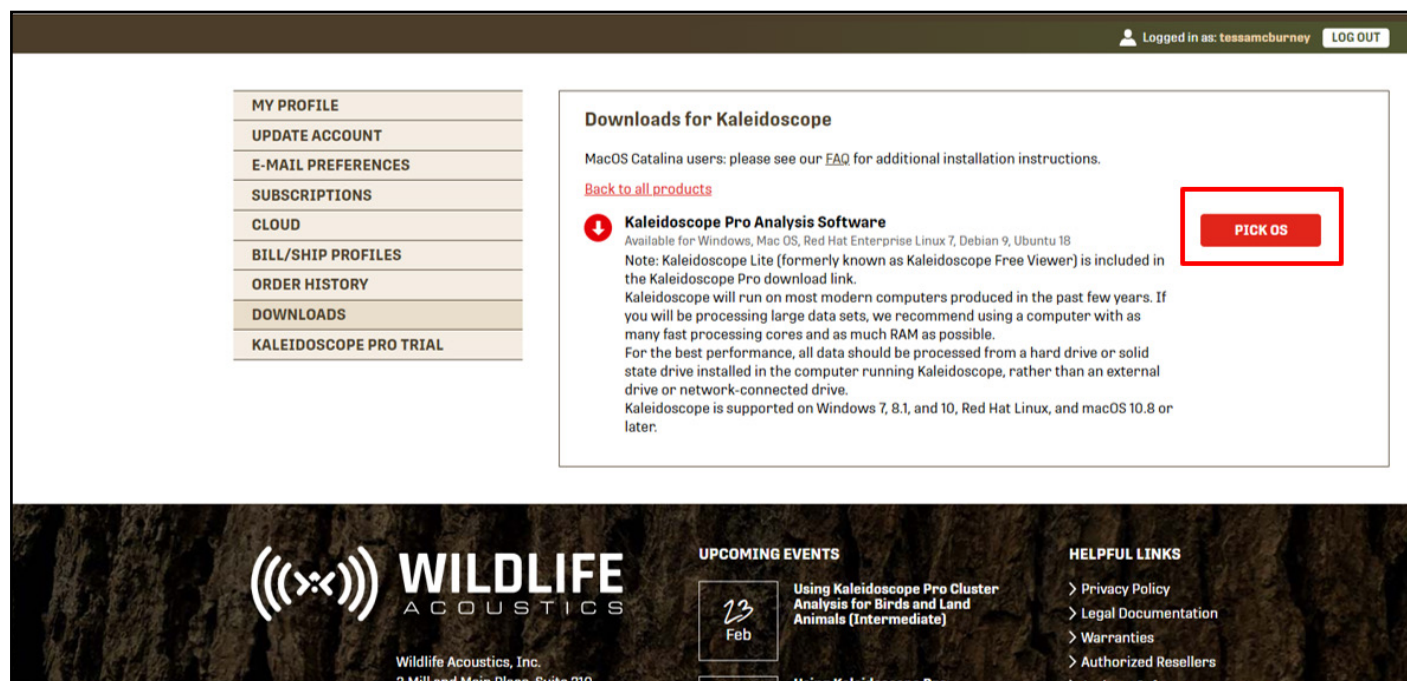 Logged in as: tessamcburney LOG OUT
MY PROFILE
UPDATE ACCOUNT
E-MAIL PREFERENCES
SUBSCRIPTIONS
CLOUD
BILL/SHIP PROFILES
ORDER HISTORY
DOWNLOADS
KALEIDOSCOPE PRO TRIAL
Downloads for Kaleidoscope
MacOS Catalina users: please see our FAQ for additional installation instructions.
Back to all products
Kaleidoscope Pro Analysis Software
Available for Windows, Mac OS, Red Hat Enterprise Linux 7, Debian 9, Ubuntu 18
Note: Kaleidoscope Lite (formerly known as Kaleidoscope Free Viewer) is included in
the Kaleidoscope Pro download link.
Kaleidoscope will run on most modern computers produced in the past few years. If
you will be processing large data sets, we recommend using a computer with as
many fast processing cores and as much RAM as possible.
For the best performance, all data should be processed from a hard drive or solid
state drive installed in the computer running Kaleidoscope, rather than an external
drive or network-connected drive.
Kaleidoscope is supported on Windows 7, 8.1, and 10, Red Hat Linux, and macOS 10.8 or
later.
PICK OS
WILDLIFE
ACOUSTICS
Wildlife Acoustics, Inc.
UPCOMING EVENTS
23
Feb
Using Kaleidoscope Pro Cluster
Analysis for Birds and Land
Animals (Intermediate)
HELPFUL LINKS
Privacy Policy
Legal Documentation
Warranties
Authorized Resellers